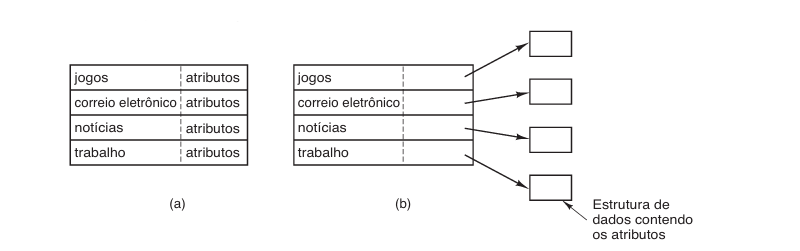 jogos atributos
correio eletrônico atributos
notícias atributos
trabalho atributos
(a)
jogos
correio eletrônico
notícias
trabalho
(b)
Estrutura de
dados contendo
os atributos